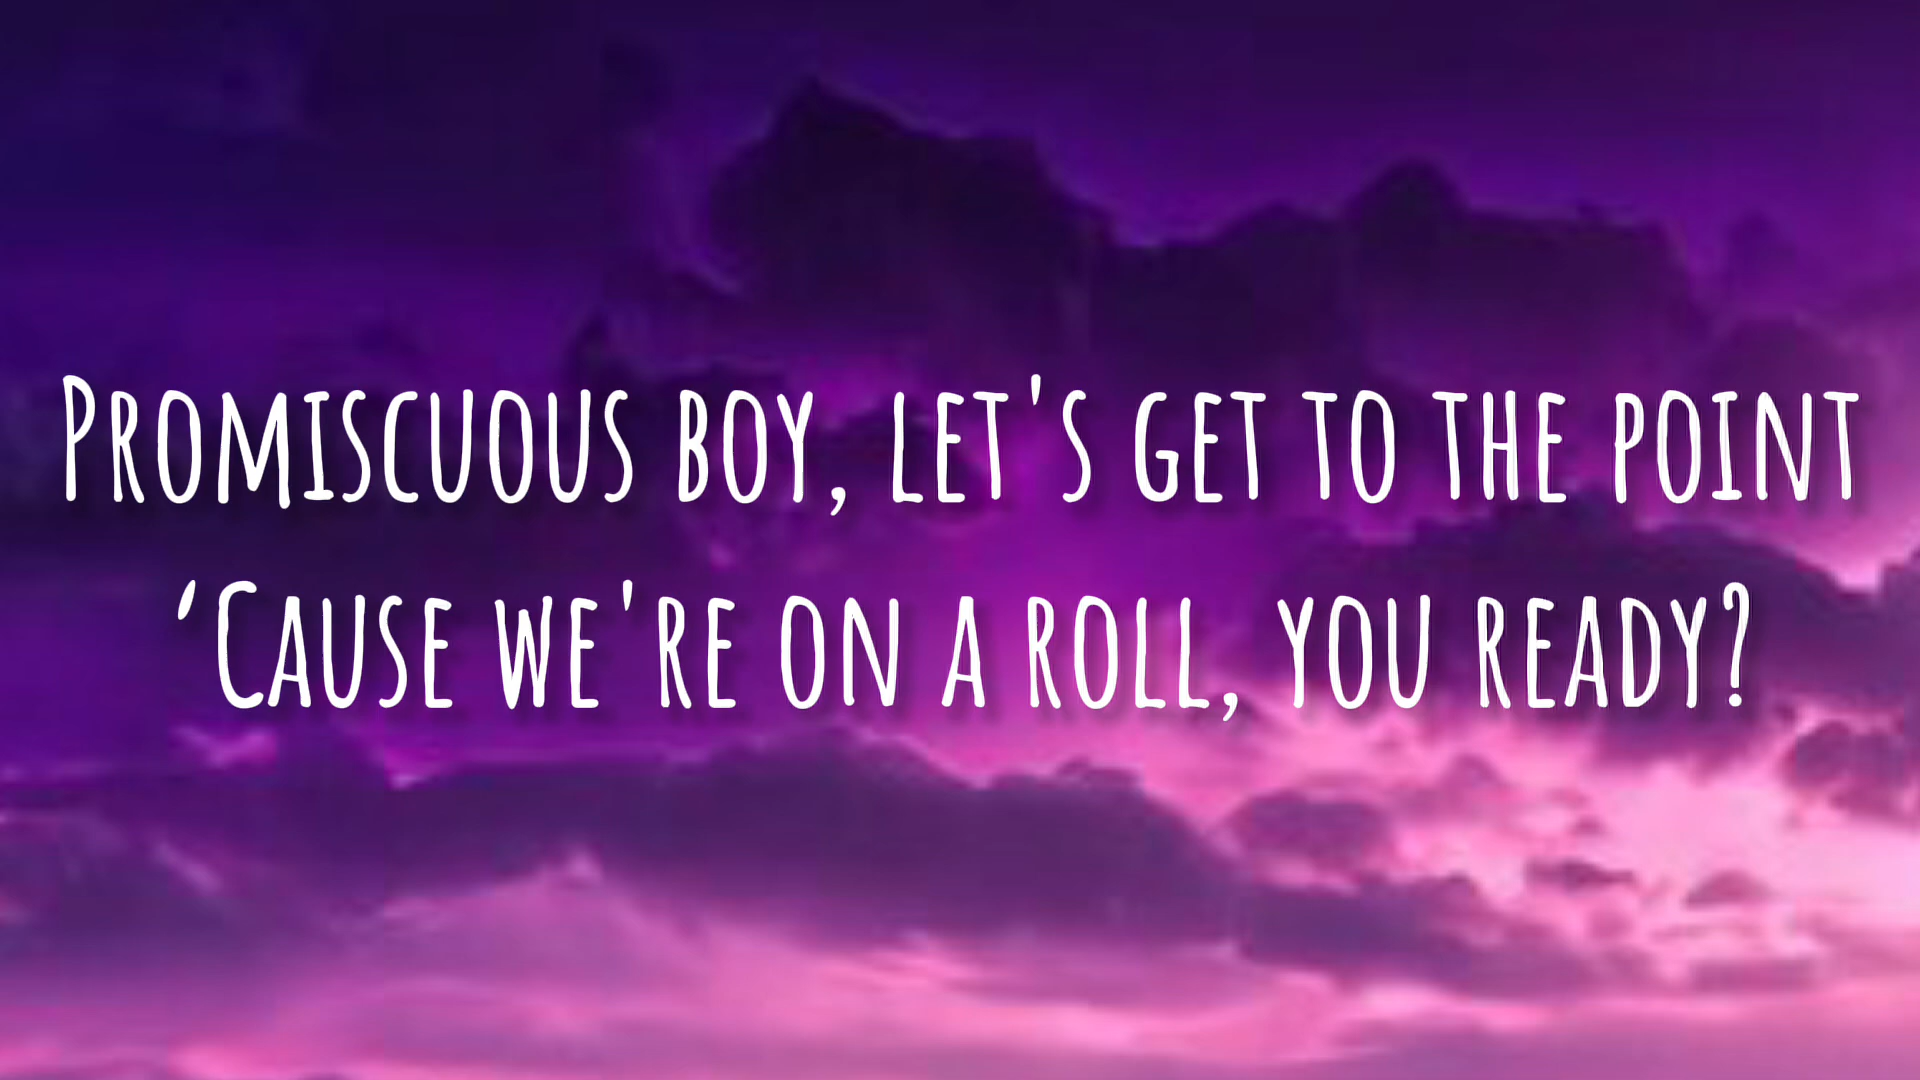 Promiscuous boy, let's get to the point
‘Cause we're on a roll, you ready?